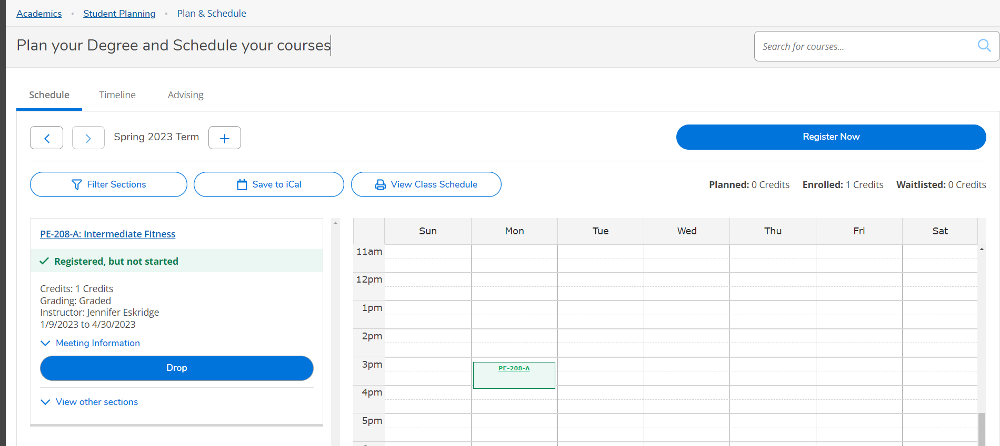 Academics • Student Planning • Plan & Schedule
Plan your Degree and Schedule your courses
Search for courses...
Schedule Timeline Advising
Spring 2023 Term
Register Now
Filter Sections Save to iCal View Class Schedule
Planned: 0 Credits Enrolled: 1 Credits Waitlisted: 0 Credits
PE-208-A: Intermediate Fitness
Registered, but not started
Credits: 1 Credits
Grading: Graded
Instructor: Jennifer Eskridge
1/9/2023 to 4/30/2023
Meeting Information
Drop
View other sections
Sun Mon Tue Wed Thu Fri Sat
11am
12pm
1pm
2pm
3pm
PE-208-A
4pm
5pm